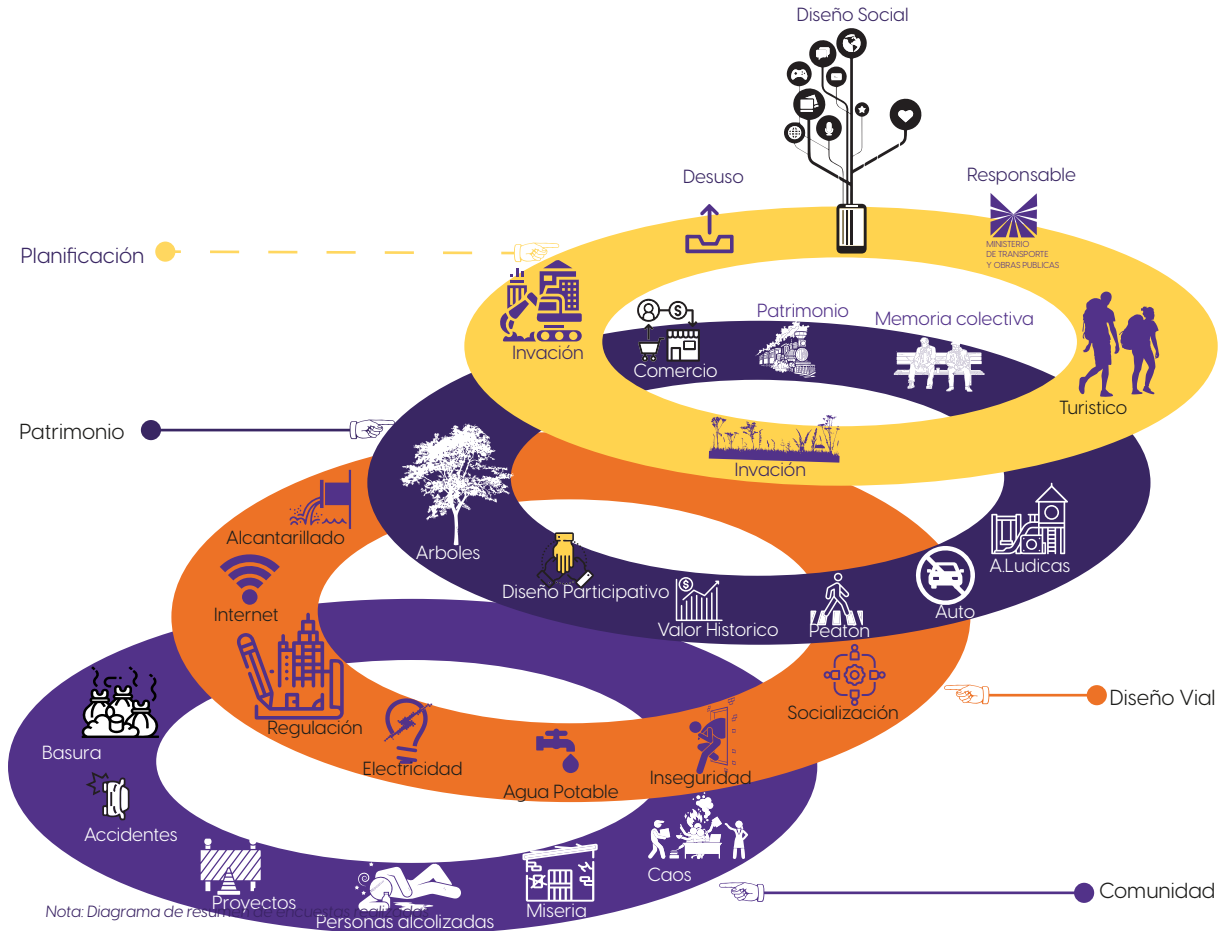 Diseño Social
Desuso
Responsable
MINISTERIO
DE TRANSPORTE
Y OBRAS PUBLICAS
Planificación
Invación
Comercio
Patrimonio
Memoria colectiva
Turistico
Invación
Patrimonio
Arboles
Diseño Participativo
Valor Historico
Peaton
Auto
A.Ludicas
Alcantarillado
Internet
Regulación
Electricidad
Agua Potable
Inseguridad
Socialización
Diseño Vial
Basura
Accidentes
Proyectos
Personas alcolizadas
Miseria
Caos
Comunidad
Nota: Diagrama de resumen de encuestas realizadas